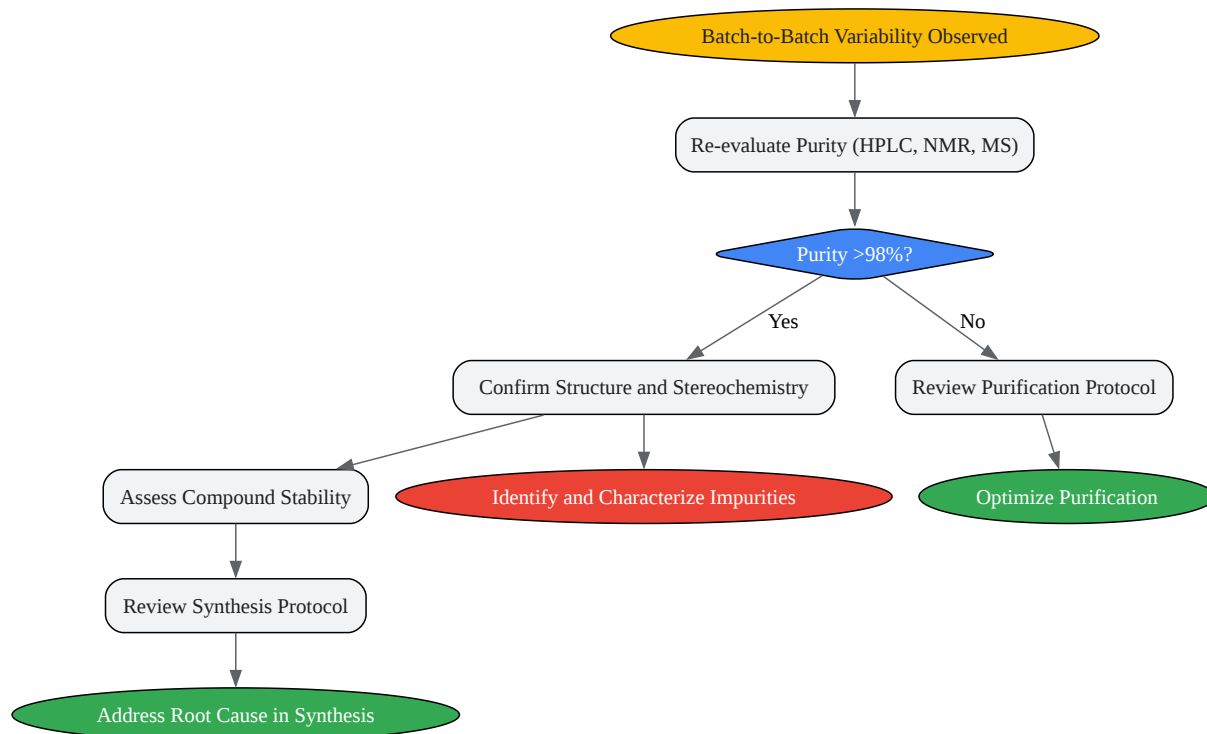 Batch-to-Batch Variability Observed
Re-evaluate Purity (HPLC, NMR, MS)
Purity >98%?
Yes
No
Confirm Structure and Stereochemistry
Review Purification Protocol
Assess Compound Stability
Identify and Characterize Impurities
Optimize Purification
Review Synthesis Protocol
Address Root Cause in Synthesis